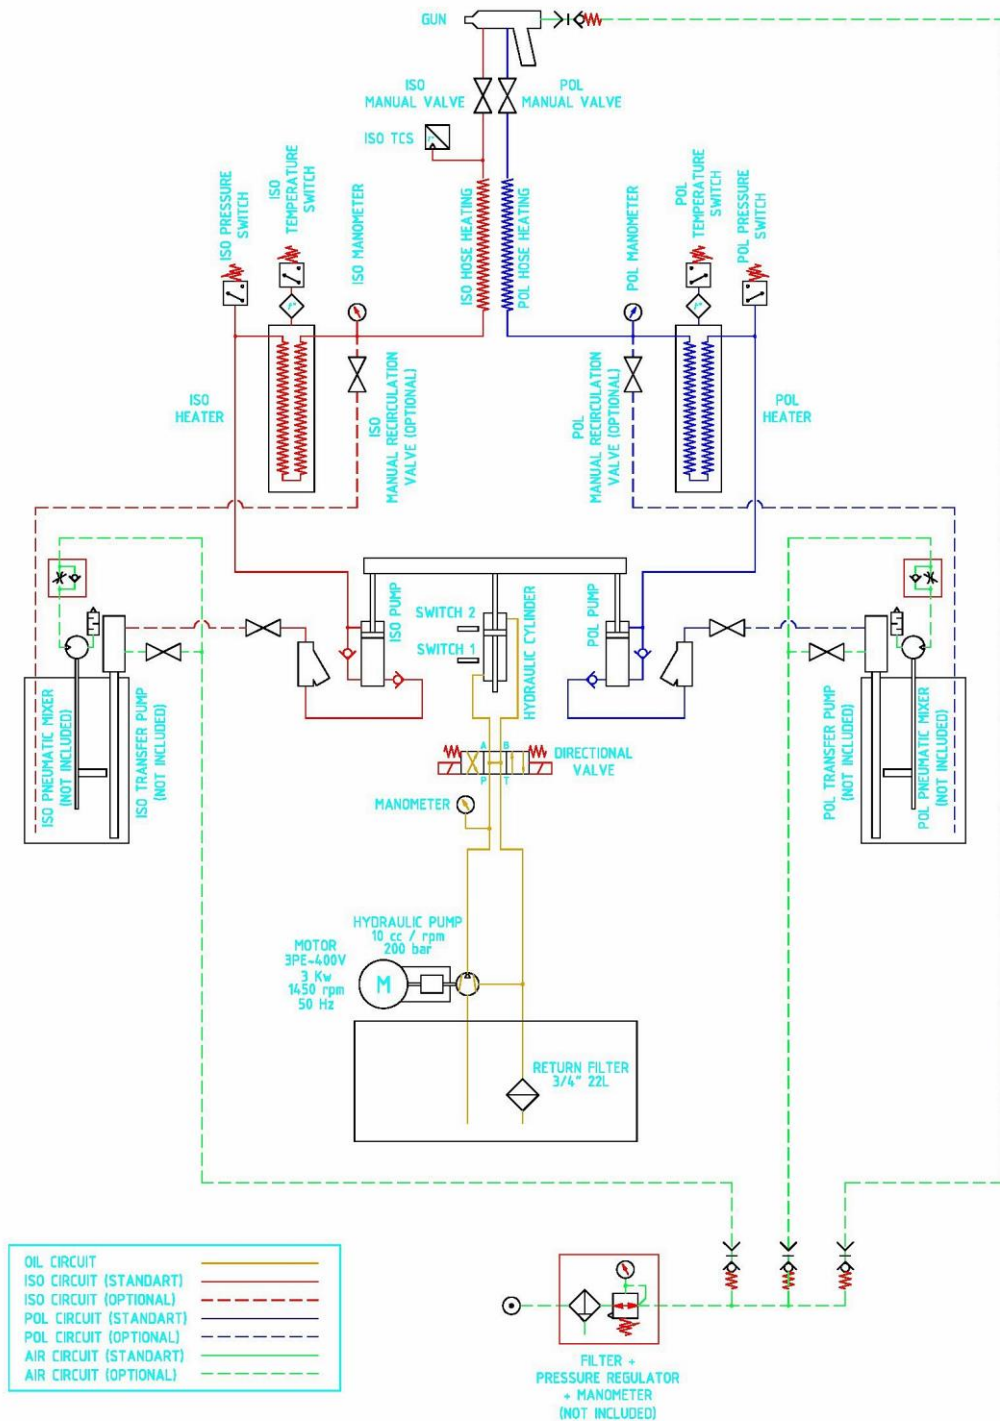 GUN
ISO
MANUAL VALVE
POL
MANUAL VALVE
ISO TCS
ISO PRESSURE
SWITCH
ISO
TEMPERATURE
SWITCH
ISO MANOMETER
ISO HOSE HEATING
POL HOSE HEATING
POL MANOMETER
POL
TEMPERATURE
SWITCH
POL PRESSURE
SWITCH
ISO
HEATER
ISO
MANUAL RECIRCULATION
VALVE (OPTIONAL)
POL
MANUAL RECIRCULATION
VALVE (OPTIONAL)
POL
HEATER
ISO PUMP
SWITCH 2
SWITCH 1
HYDRAULIC CYLINDER
POL PUMP
ISO PNEUMATIC MIXER
(NOT INCLUDED)
ISO TRANSFER PUMP
(NOT INCLUDED)
POL TRANSFER PUMP
(NOT INCLUDED)
POL PNEUMATIC MIXER
(NOT INCLUDED)
A B
P T
DIRECTIONAL
VALVE
MANOMETER
HYDRAULIC PUMP
10 cc / rpm
200 bar
MOTOR
3PE~400V
3 Kw
1450 rpm
50 Hz
M
RETURN FILTER
3/4" 22L
OIL CIRCUIT
ISO CIRCUIT (STANDART)
ISO CIRCUIT (OPTIONAL)
POL CIRCUIT (STANDART)
POL CIRCUIT (OPTIONAL)
AIR CIRCUIT (STANDART)
AIR CIRCUIT (OPTIONAL)
FILTER +
PRESSURE REGULATOR
+ MANOMETER
(NOT INCLUDED)